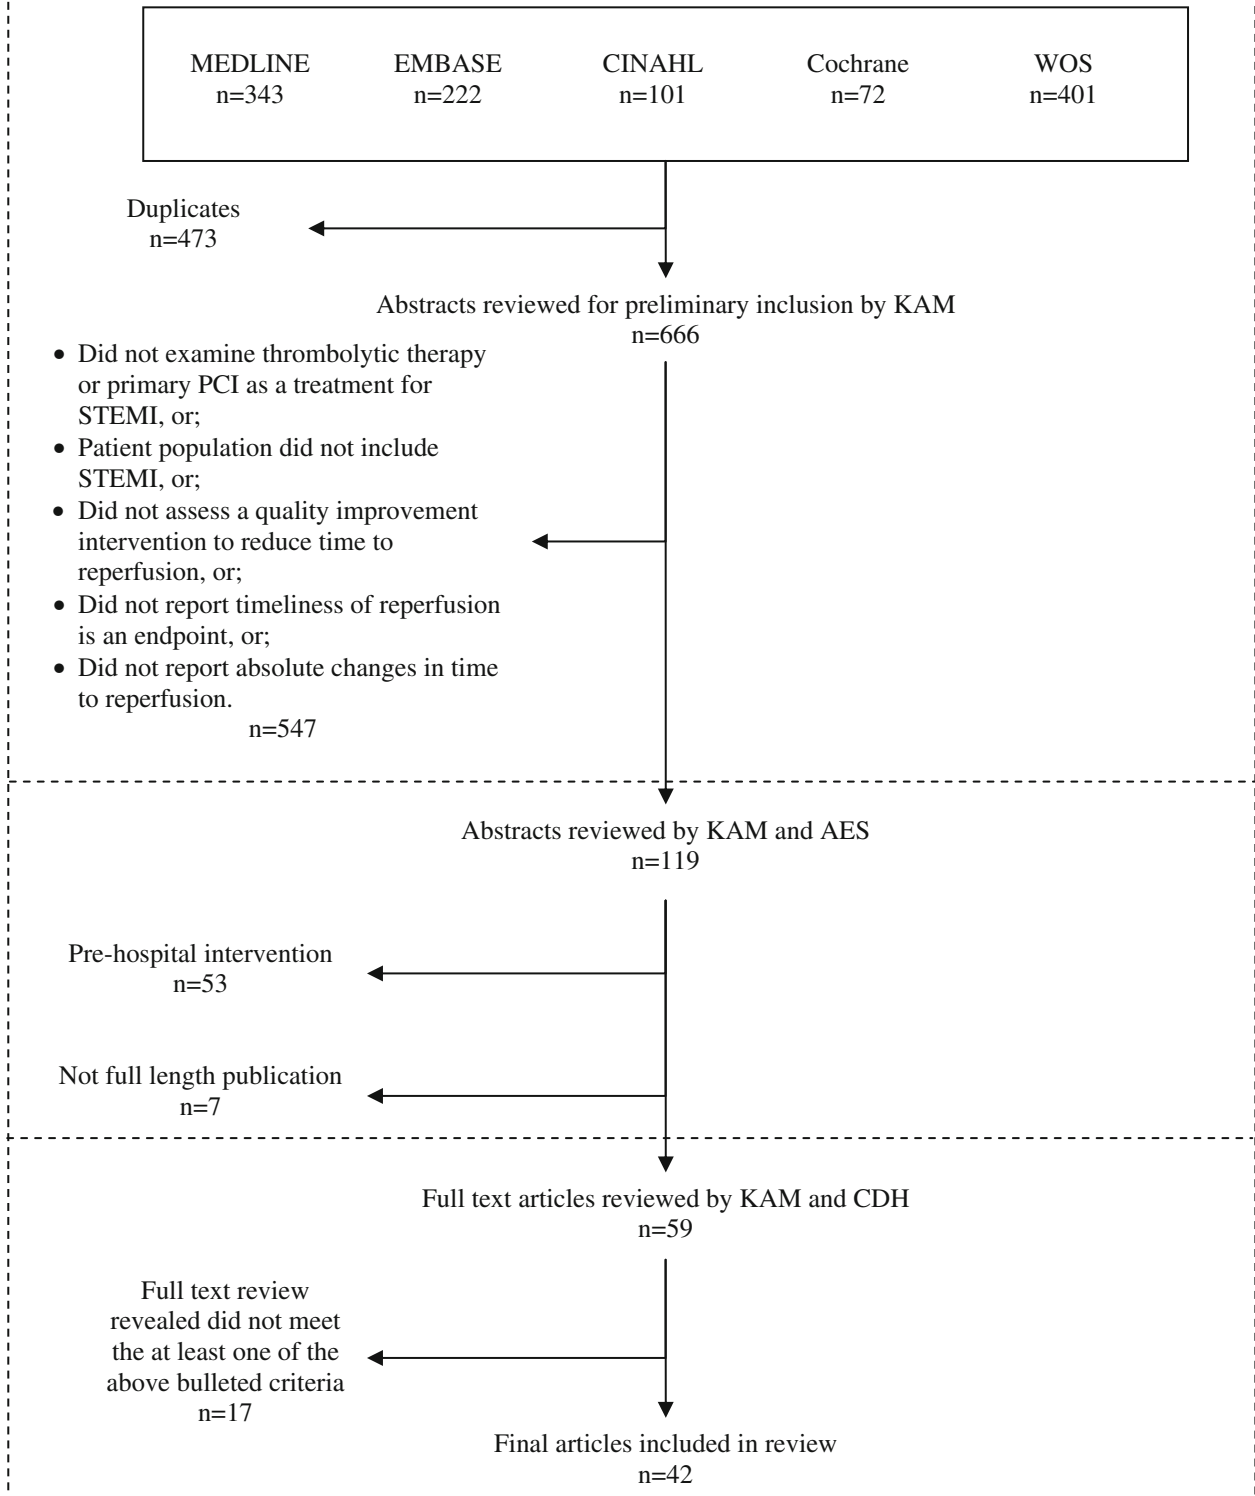 MEDLINE EMBASE CINAHL Cochrane WOS
n=343 n=222 n=101 n=72 n=401
Duplicates
n=473
Abstracts reviewed for preliminary inclusion by KAM
n=666
• Did not examine thrombolytic therapy
or primary PCI as a treatment for
STEMI, or;
• Patient population did not include
STEMI, or;
• Did not assess a quality improvement
intervention to reduce time to
reperfusion, or;
• Did not report timeliness of reperfusion
is an endpoint, or;
• Did not report absolute changes in time
to reperfusion.
n=547
Abstracts reviewed by KAM and AES
n=119
Pre-hospital intervention
n=53
Not full length publication
n=7
Full text articles reviewed by KAM and CDH
n=59
Full text review
revealed did not meet
the at least one of the
above bulleted criteria
n=17
Final articles included in review
n=42